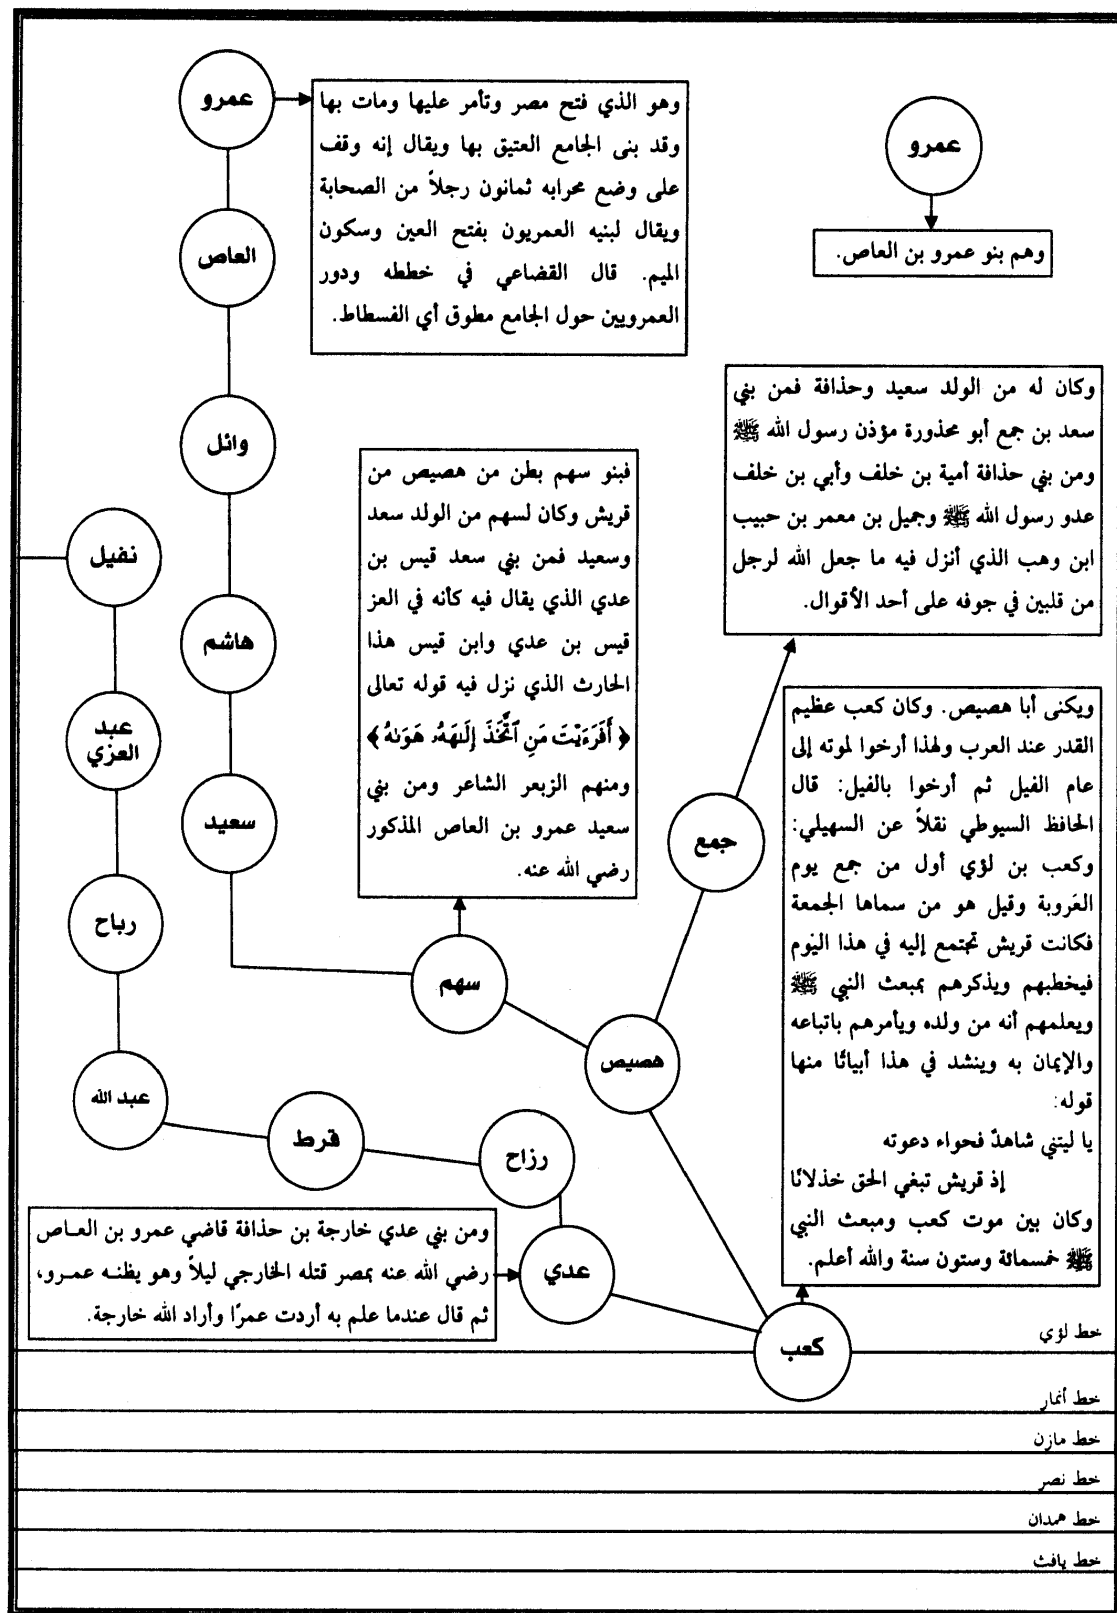 عمرو
وهم بنو عمرو بن العاص.
عمرو
وهو الذي فتح مصر وتأمر عليها ومات بها
وقد بنى الجامع العتيق بها ويقال إنه وقف
على وضع محرابه ثمانون رجلاً من الصحابة
ويقال لبنيه العمريون بفتح العين وسكون
الميم. قال القضاعي في خططه ودور
العمرويين حول الجامع مطوق أي الفسطاط.
العاص
وائل
هاشم
سعيد
وكان له من الولد سعيد وحذافة فمن بني
سعد بن جمع أبو محذورة مؤذن رسول الله ﷺ
ومن بني حذافة أمية بن خلف وأبي بن خلف
عدو رسول الله ﷺ وجميل بن معمر بن حبيب
ابن وهب الذي أنزل فيه ما جعل الله لرجل
من قلبين في جوفه على أحد الأقوال.
جمع
فبنو سهم بطن من هصيص من
قريش وكان لسهم من الولد سعد
وسعيد فمن بني سعد قيس بن
عدي الذي يقال فيه كأنه في العز
قيس بن عدي وابن قيس هذا
الحارث الذي نزل فيه قوله تعالى
﴿ أَفَرَءَيْتَ مَنِ ٱتَّخَذَ إِلَـٰهَهُۥ هَوَىٰهُ ﴾
ومنهم الزبعر الشاعر ومن بني
سعيد عمرو بن العاص المذكور
رضي الله عنه.
سهم
هصيص
نفيل
عبد
العزي
رباح
عبد الله
قرط
رزاح
عدي
ومن بني عدي خارجة بن حذافة قاضي عمرو بن العـاص
رضي الله عنه بمصر قتله الخارجي ليلاً وهو يظنـه عمـرو،
ثم قال عندما علم به أردت عمرًا وأراد الله خارجة.
ويكنى أبا هصيص. وكان كعب عظيم
القدر عند العرب ولهذا أرخوا لموته إلى
عام الفيل ثم أرخوا بالفيل: قال
الحافظ السيوطي نقلاً عن السهيلي:
وكعب بن لؤي أول من جمع يوم
العَروبة وقيل هو من سماها الجمعة
فكانت قريش تجتمع إليه في هذا اليوم
فيخطبهم ويذكرهم بمبعث النبي ﷺ
ويعلمهم أنه من ولده ويأمرهم باتباعه
والإيمان به وينشد في هذا أبياتًا منها
قوله:
يا ليتني شاهدٌ فحواء دعوته
إذ قريش تبغي الحق خذلانًا
وكان بين موت كعب ومبعث النبي
ﷺ خمسمائة وستون سنة والله أعلم.
كعب
خط لؤي
خط أنمار
خط مازن
خط نصر
خط همدان
خط يافث